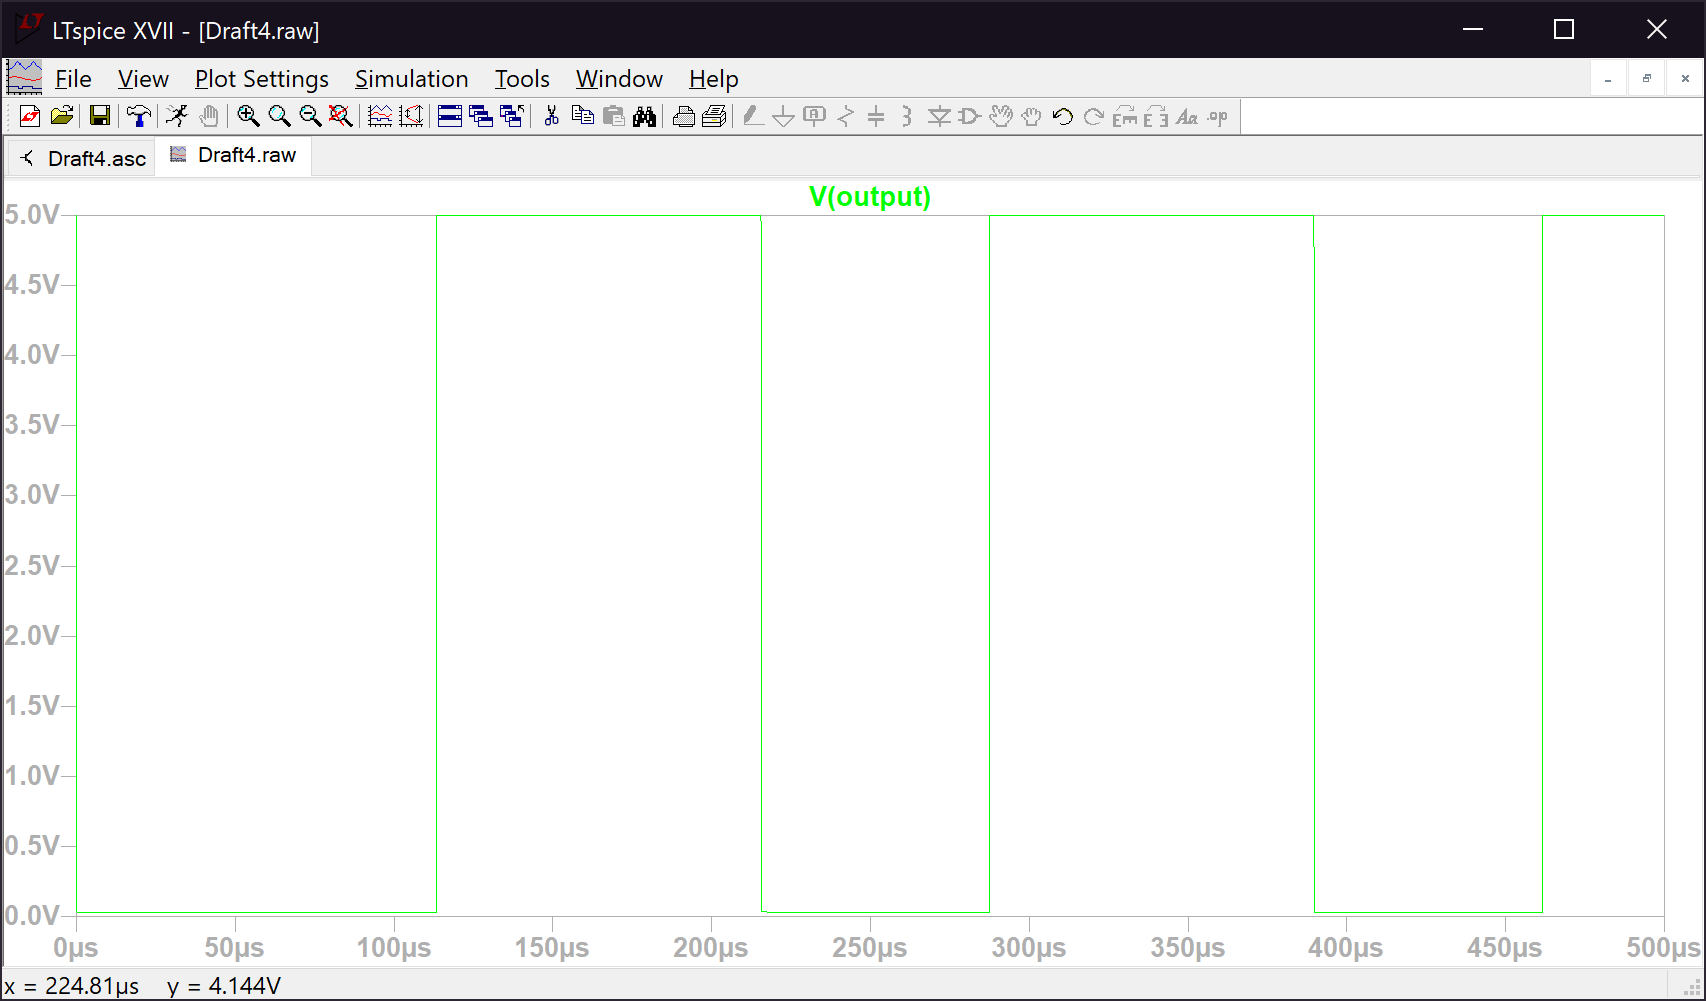 LTspice XVII - [Draft4.raw]
File View Plot Settings Simulation Tools Window Help
Draft4.asc Draft4.raw
V(output)
5.0V
4.5V
4.0V
3.5V
3.0V
2.5V
2.0V
1.5V
1.0V
0.5V
0.0V
0µs 50µs 100µs 150µs 200µs 250µs 300µs 350µs 400µs 450µs 500µs
x = 224.81µs y = 4.144V